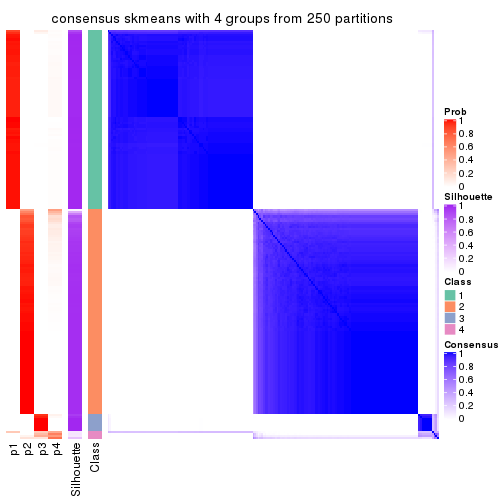 consensus skmeans with 4 groups from 250 partitions
Prob
1
0.8
0.6
0.4
0.2
0
Silhouette
1
0.8
0.6
0.4
0.2
0
Class
1
2
3
4
Consensus
1
0.8
0.6
0.4
0.2
0
p1
p2
p3
p4
Silhouette
Class